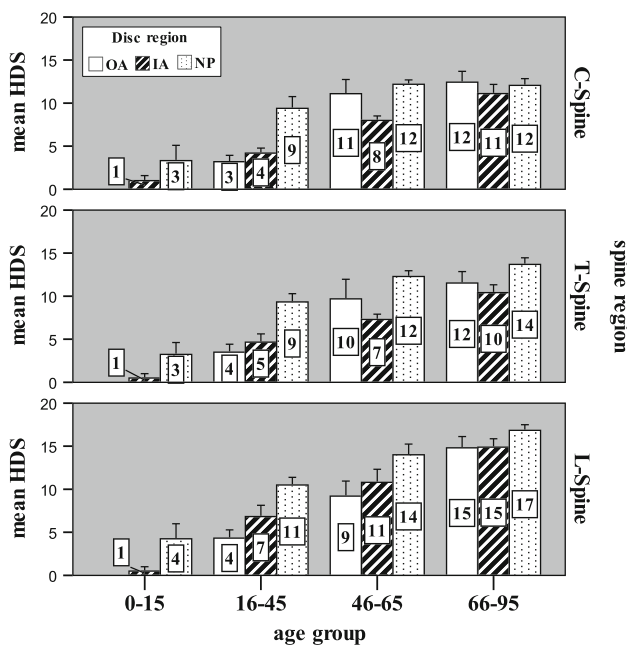 20
15
10
5
0
mean HDS
Disc region
OA IA NP
1 3 3 4 9 11 8 12 12 11 12
C-Spine
20
15
10
5
0
mean HDS
1 3 4 5 9 10 7 12 12 10 14
T-Spine
spine region
20
15
10
5
0
mean HDS
1 4 4 7 11 9 11 14 15 15 17
L-Spine
0-15 16-45 46-65 66-95
age group